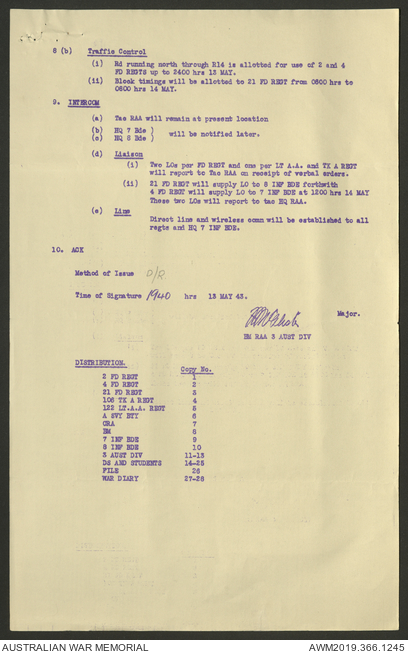 8 (b) Traffic Control
(i) Rd running north through R14 is allotted for use of 2 and 4
FD REGTS up to 2400 hrs 13 MAY.
(ii) Block timings will be allotted to 21 FD REGT from 0600 hrs to
0800 hrs 14 MAY.
9. INTERCOM
(a) Tac RAA will remain at present location
(b) HQ 7 Bde )
(c) HQ 8 Bde ) will be notified later.
(d) Liaison
(i) Two LOs per FD REGT and one per LT A.A. and TK A REGT
will report to Tac RAA on receipt of verbal orders.
(ii) 21 FD REGT will supply LO to 8 INF BDE forthwith
4 FD REGT will supply LO to 7 INF BDE at 1200 hrs 14 MAY
These two LOs will report to tac HQ RAA.
(e) Line
Direct line and wireless comn will be established to all
regts and HQ 7 INF BDE.
10. ACK
Method of Issue D/R
Time of Signature 1940 hrs 13 MAY 43.
Major.
BM RAA 3 AUST DIV
DISTRIBUTION. Copy No.
2 FD REGT 1
4 FD REGT 2
21 FD REGT 3
106 TK A REGT 4
122 LT.A.A. REGT 5
A SVY BTY 6
CRA 7
BM 8
7 INF BDE 9
8 INF BDE 10
3 AUST DIV 11-13
DS AND STUDENTS 14-25
FILE 26
WAR DIARY 27-28
AUSTRALIAN WAR MEMORIAL AWM2019.366.1245